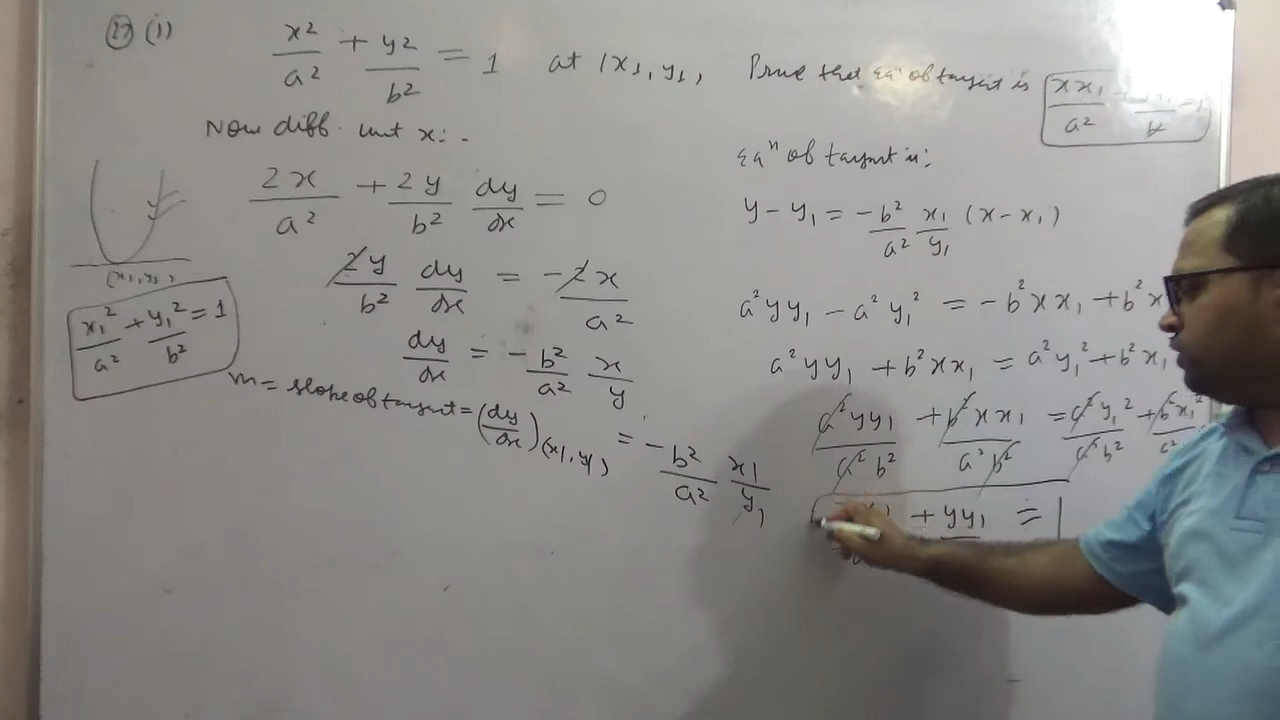 27 (i) x²/a² + y²/b² = 1 at (x₁, y₁, Prove that Eqⁿ of tangent is xx₁/a²
Now diff. w.r.t x:-
2x/a² + 2y/b² dy/dx = 0
2y/b² dy/dx = -2x/a²
dy/dx = -b²/a² x/y
m = slope of tangent = (dy/dx)(x₁, y₁) = -b²/a² x₁/y₁
(x₁, y₁)
x₁²/a² + y₁²/b² = 1
Eqⁿ of tangent is:
y - y₁ = -b²/a² x₁/y₁ (x - x₁)
a²yy₁ - a²y₁² = -b²xx₁ + b²x
a²yy₁ + b²xx₁ = a²y₁² + b²x₁
a²yy₁/a²b² + b²xx₁/a²b² = a²y₁²/a²b² + b²x₁²/a²
+ yy₁ = 1